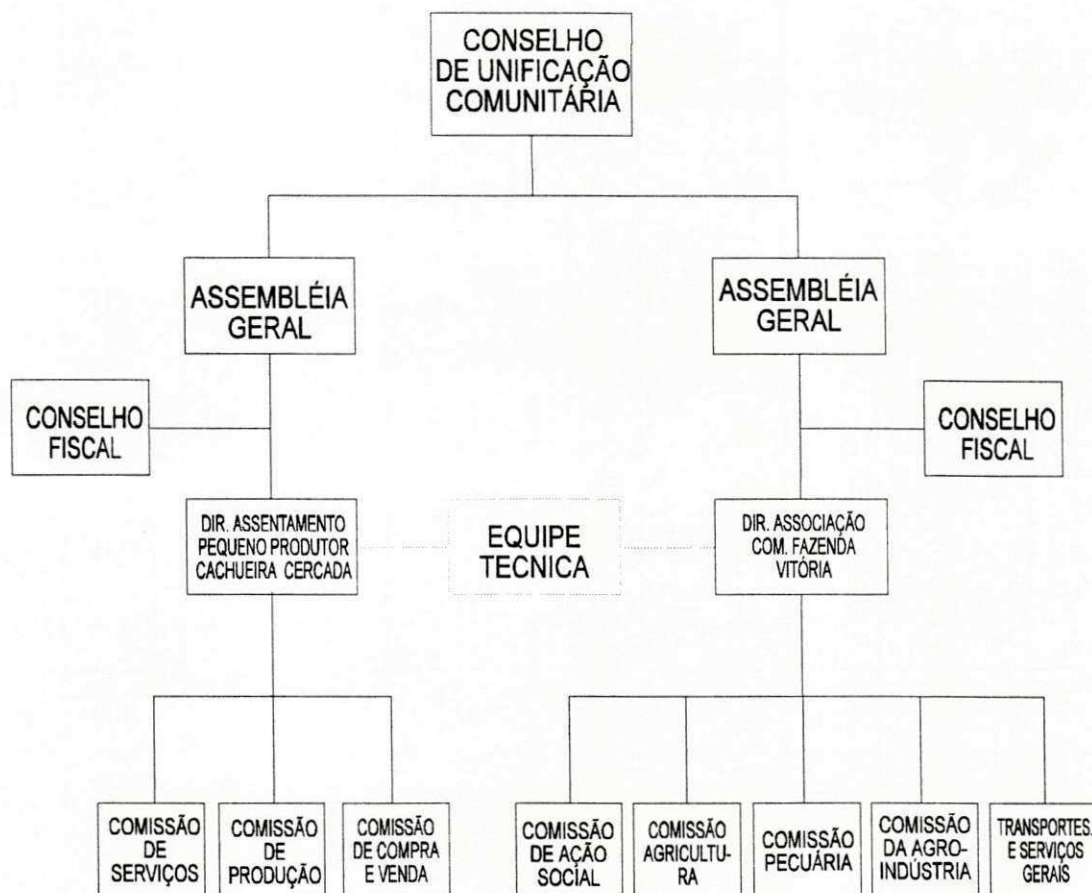 CONSELHO
DE UNIFICAÇÃO
COMUNITÁRIA
ASSEMBLÉIA
GERAL
ASSEMBLÉIA
GERAL
CONSELHO
FISCAL
CONSELHO
FISCAL
DIR. ASSENTAMENTO
PEQUENO PRODUTOR
CACHUEIRA CERCADA
EQUIPE
TECNICA
DIR. ASSOCIAÇÃO
COM. FAZENDA
VITÓRIA
COMISSÃO
DE
SERVIÇOS
COMISSÃO
DE
PRODUÇÃO
COMISSÃO
DE COMPRA
E VENDA
COMISSÃO
DE AÇÃO
SOCIAL
COMISSÃO
AGRICULTU-
RA
COMISSÃO
PECUÁRIA
COMISSÃO
DA AGRO-
INDÚSTRIA
TRANSPORTES,
E SERVIÇOS
GERAIS